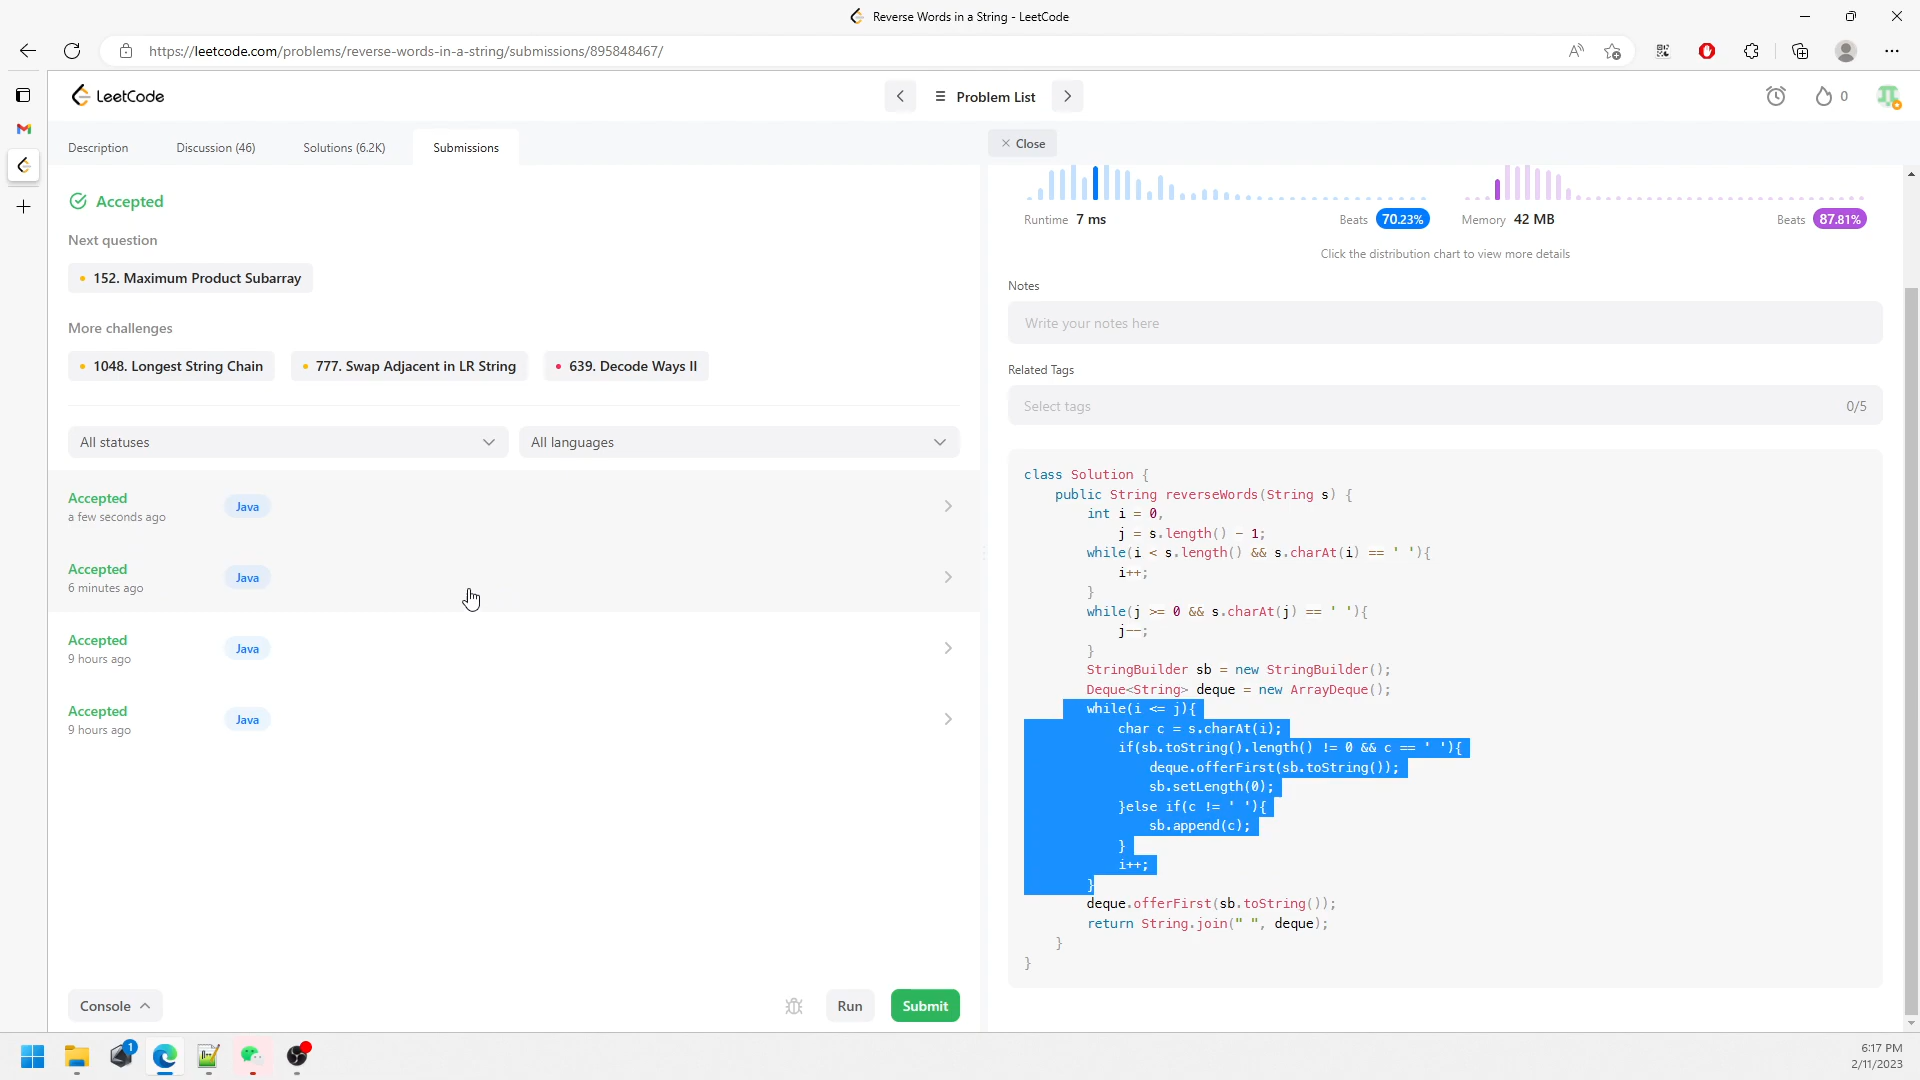 Reverse Words in a String - LeetCode
https://leetcode.com/problems/reverse-words-in-a-string/submissions/895848467/
LeetCode
Problem List
0
Description
Discussion (46)
Solutions (6.2K)
Submissions
Close
Accepted
Next question
152. Maximum Product Subarray
More challenges
1048. Longest String Chain
777. Swap Adjacent in LR String
639. Decode Ways II
All statuses
All languages
Accepted
a few seconds ago
Java
Accepted
6 minutes ago
Java
Accepted
9 hours ago
Java
Accepted
9 hours ago
Java
Console
Run
Submit
Runtime 7 ms
Beats 70.23%
Memory 42 MB
Beats 87.81%
Click the distribution chart to view more details
Notes
Write your notes here
Related Tags
Select tags
0/5
class Solution {
public String reverseWords(String s) {
int i = 0,
j = s.length() - 1;
while(i < s.length() && s.charAt(i) == ' '){
i++;
}
while(j >= 0 && s.charAt(j) == ' '){
j--;
}
StringBuilder sb = new StringBuilder();
Deque<String> deque = new ArrayDeque();
while(i <= j){
char c = s.charAt(i);
if(sb.toString().length() != 0 && c == ' '){
deque.offerFirst(sb.toString());
sb.setLength(0);
}else if(c != ' '){
sb.append(c);
}
i++;
}
deque.offerFirst(sb.toString());
return String.join(" ", deque);
}
}
1
6:17 PM
2/11/2023